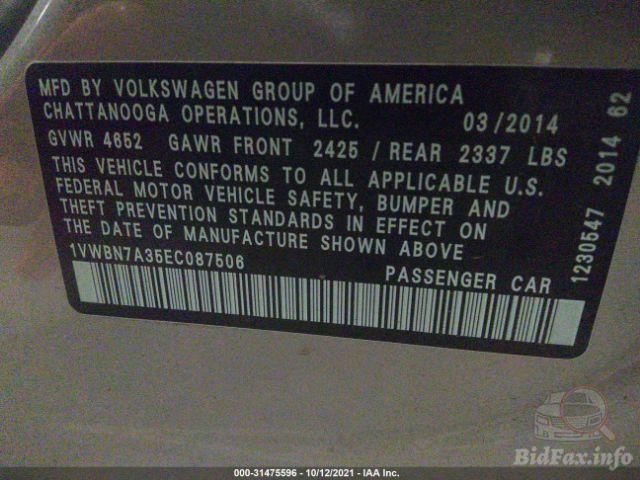 MFD BY VOLKSWAGEN GROUP OF AMERICA
CHATTANOOGA OPERATIONS, LLC. 03/2014
GVWR 4652 GAWR FRONT 2425 / REAR 2337 LBS
THIS VEHICLE CONFORMS TO ALL APPLICABLE U.S.
FEDERAL MOTOR VEHICLE SAFETY, BUMPER AND
THEFT PREVENTION STANDARDS IN EFFECT ON
THE DATE OF MANUFACTURE SHOWN ABOVE
1VWBN7A35EC087506 PASSENGER CAR
1230547 2014 62
000-31475596 - 10/12/2021 - IAA Inc.
BidFax.info